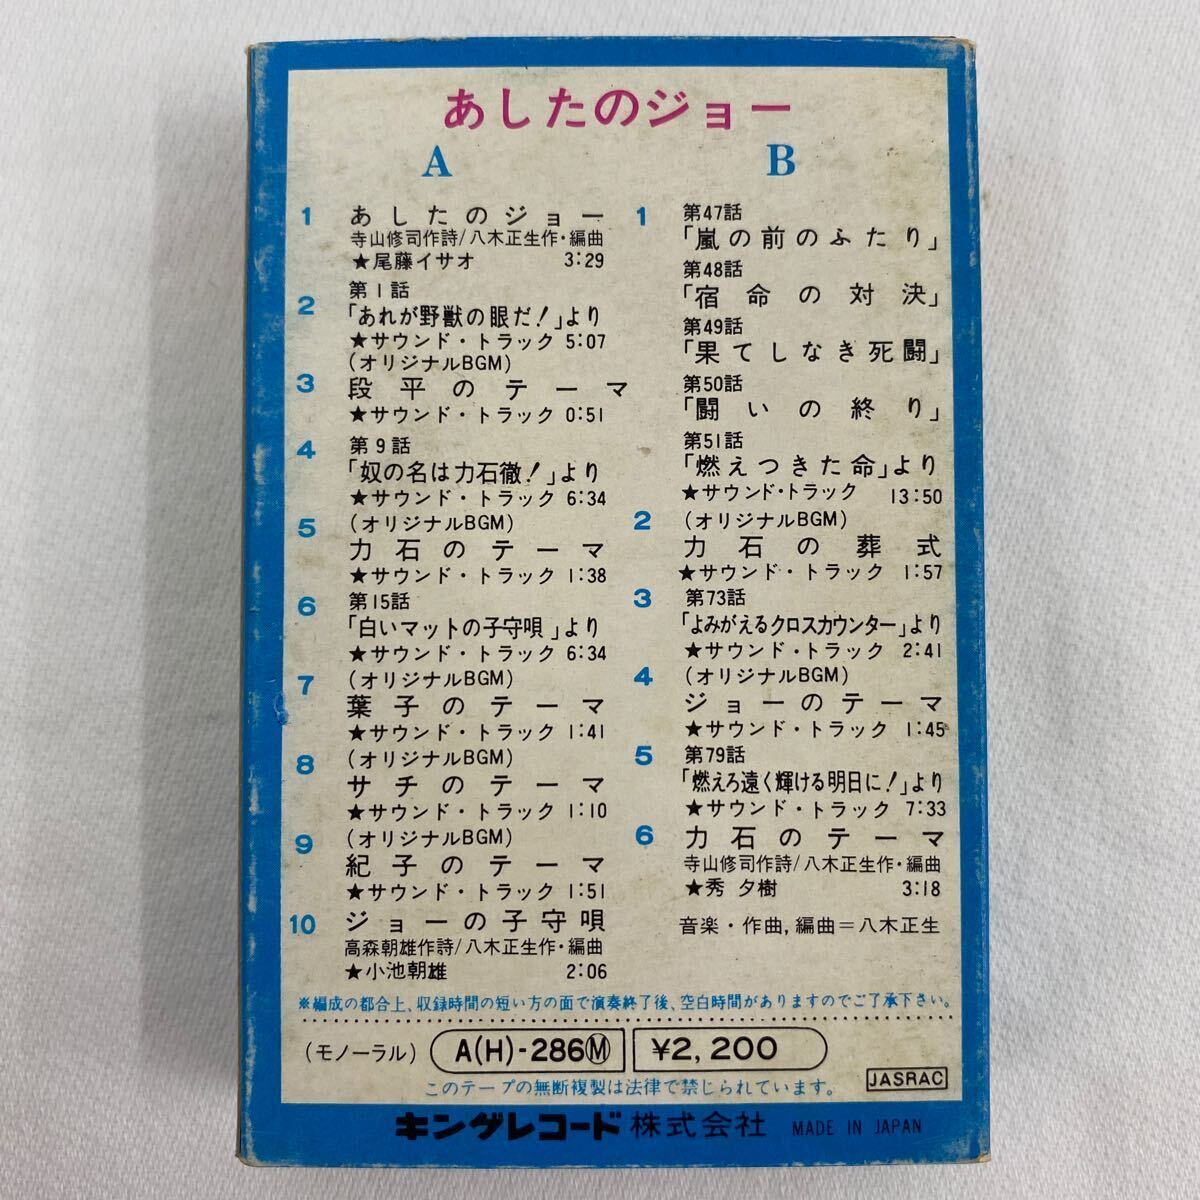 あしたのジョー
A
1 あしたのジョー
寺山修司作詩/八木正生作・編曲
★尾藤イサオ 3:29
2 第1話
「あれが野獣の眼だ!」より
★サウンド・トラック 5:07
(オリジナルBGM)
3 段平のテーマ
★サウンド・トラック 0:51
4 第9話
「奴の名は力石徹!」より
★サウンド・トラック 6:34
5 (オリジナルBGM)
力石のテーマ
★サウンド・トラック 1:38
6 第15話
「白いマットの子守唄」より
★サウンド・トラック 6:34
7 (オリジナルBGM)
葉子のテーマ
★サウンド・トラック 1:41
8 (オリジナルBGM)
サチのテーマ
★サウンド・トラック 1:10
9 (オリジナルBGM)
紀子のテーマ
★サウンド・トラック 1:51
10 ジョーの子守唄
高森朝雄作詩/八木正生作・編曲
★小池朝雄 2:06
B
1 第47話
「嵐の前のふたり」
第48話
「宿命の対決」
第49話
「果てしなき死闘」
第50話
「闘いの終り」
第51話
「燃えつきた命」より
★サウンド・トラック 13:50
2 (オリジナルBGM)
力石の葬式
★サウンド・トラック 1:57
3 第73話
「よみがえるクロスカウンター」より
★サウンド・トラック 2:41
4 (オリジナルBGM)
ジョーのテーマ
★サウンド・トラック 1:45
5 第79話
「燃えろ遠く輝ける明日に!」より
★サウンド・トラック 7:33
6 力石のテーマ
寺山修司作詩/八木正生作・編曲
★秀夕樹 3:18
音楽・作曲,編曲=八木正生
※編成の都合上、収録時間の短い方の面で演奏終了後、空白時間がありますのでご了承下さい。
(モノーラル) A(H)-286Ⓜ ¥2,200
このテープの無断複製は法律で禁じられています。 JASRAC
キングレコード株式会社 MADE IN JAPAN